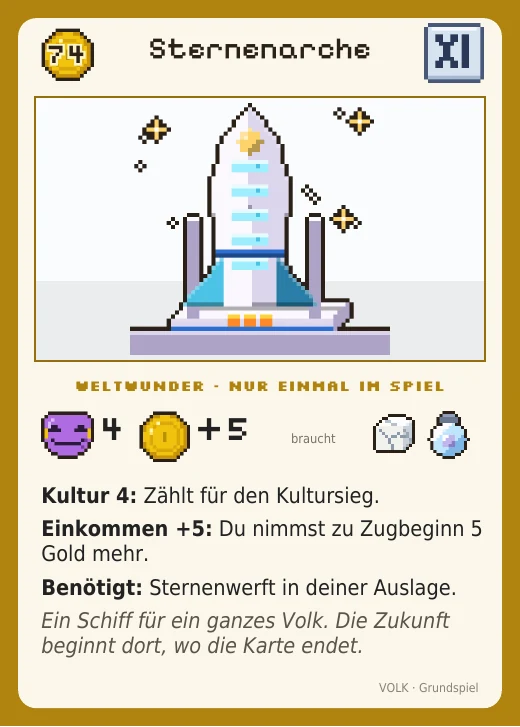 74 Sternenarche XI
WELTWUNDER · NUR EINMAL IM SPIEL
4 +5 braucht
Kultur 4: Zählt für den Kultursieg.
Einkommen +5: Du nimmst zu Zugbeginn 5
Gold mehr.
Benötigt: Sternenwerft in deiner Auslage.
Ein Schiff für ein ganzes Volk. Die Zukunft
beginnt dort, wo die Karte endet.
VOLK · Grundspiel